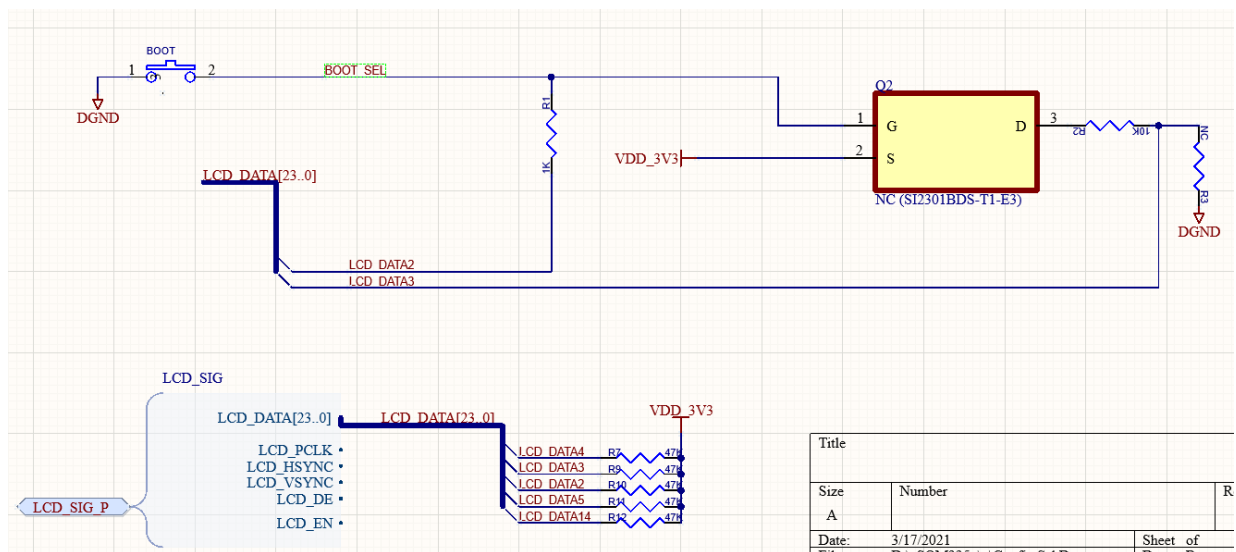 BOOT
1
2
BOOT_SEL
DGND
R1
1K
Q2
1
G
D
3
R2
10K
NC
R3
DGND
VDD_3V3
2
S
NC (SI2301BDS-T1-E3)
LCD_DATA[23..0]
LCD_DATA2
LCD_DATA3
LCD_SIG
LCD_DATA[23..0]
LCD_DATA[23..0]
VDD_3V3
LCD_PCLK
LCD_HSYNC
LCD_VSYNC
LCD_DE
LCD_EN
LCD_SIG_P
LCD_DATA4
R7
47K
LCD_DATA3
R9
47K
LCD_DATA2
R10
47K
LCD_DATA5
R11
47K
LCD_DATA14
R12
47K
Title
Size
Number
A
Date:
3/17/2021
Sheet of